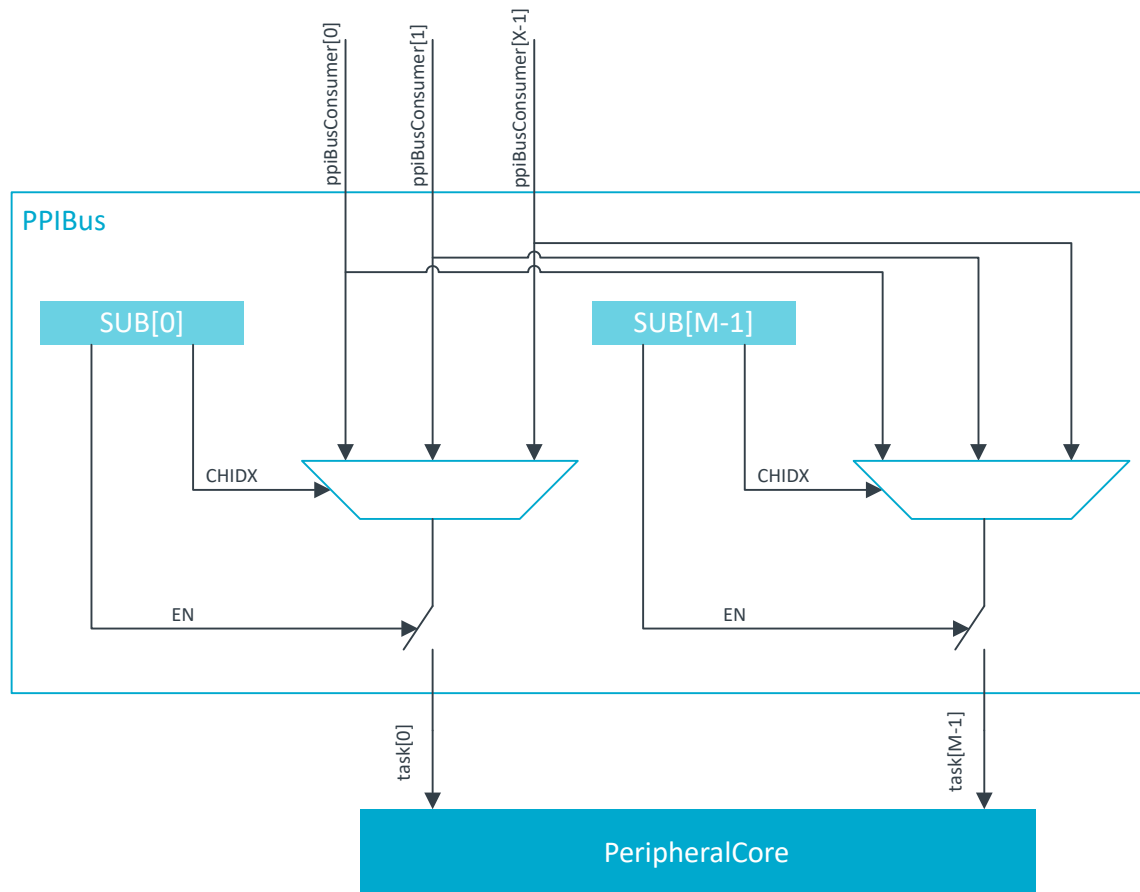 ppiBusConsumer[0]
ppiBusConsumer[1]
ppiBusConsumer[X-1]
PPIBus
SUB[0]
SUB[M-1]
CHIDX
CHIDX
EN
EN
task[0]
task[M-1]
PeripheralCore